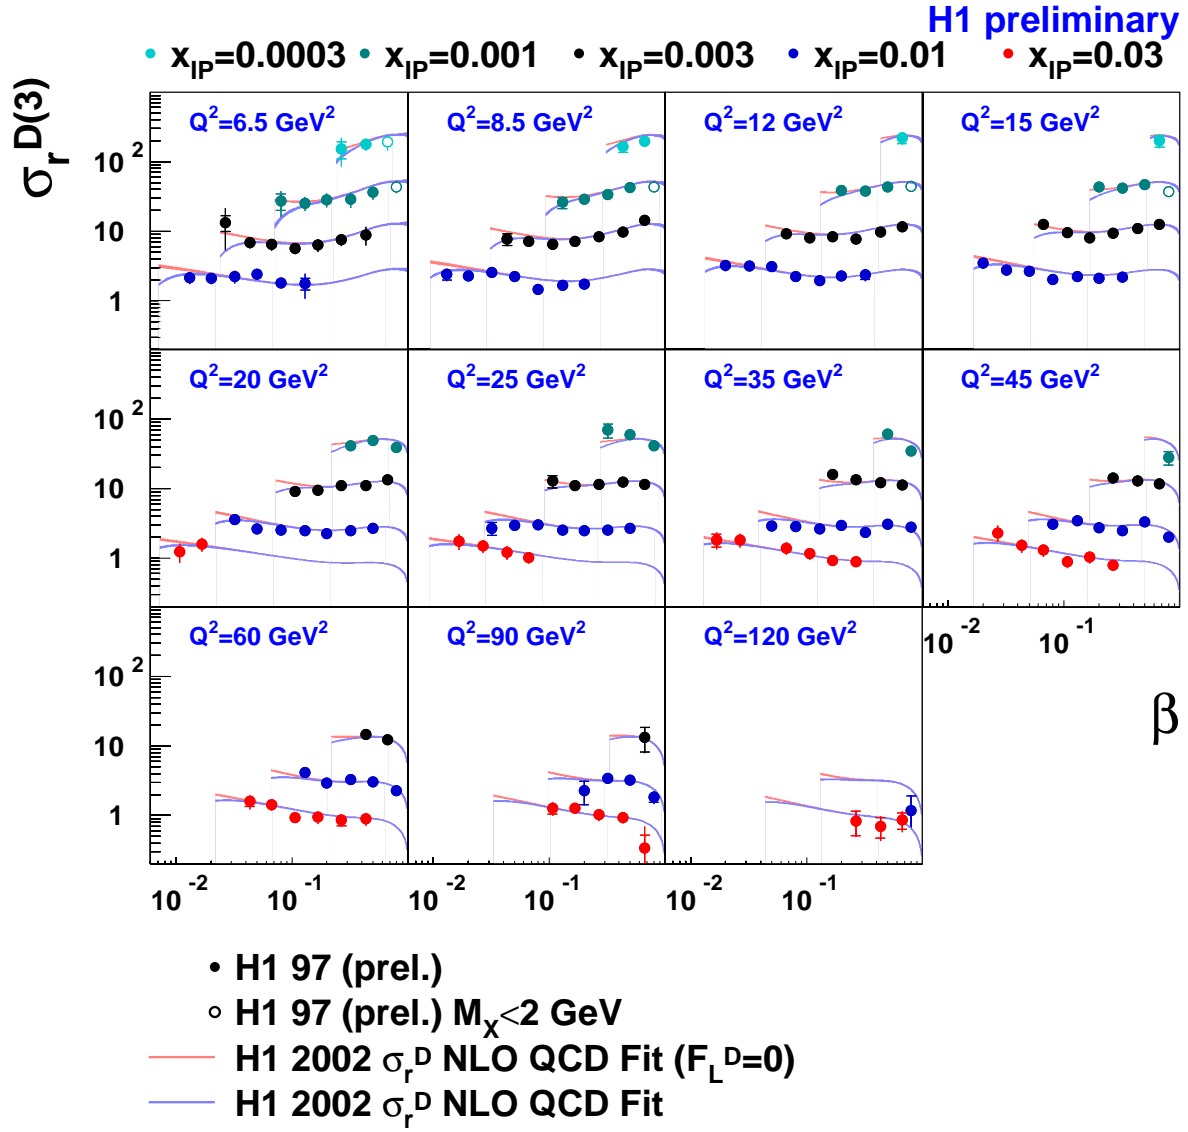 H1 preliminary
x_IP=0.0003 x_IP=0.001 x_IP=0.003 x_IP=0.01 x_IP=0.03
σ_r^D(3)
Q²=6.5 GeV² Q²=8.5 GeV² Q²=12 GeV² Q²=15 GeV²
10²
10
1
Q²=20 GeV² Q²=25 GeV² Q²=35 GeV² Q²=45 GeV²
10²
10
1
10⁻² 10⁻¹
Q²=60 GeV² Q²=90 GeV² Q²=120 GeV²
10²
10
1
β
10⁻² 10⁻¹ 10⁻² 10⁻¹ 10⁻² 10⁻¹
H1 97 (prel.)
H1 97 (prel.) M_X<2 GeV
H1 2002 σ_r^D NLO QCD Fit (F_L^D=0)
H1 2002 σ_r^D NLO QCD Fit